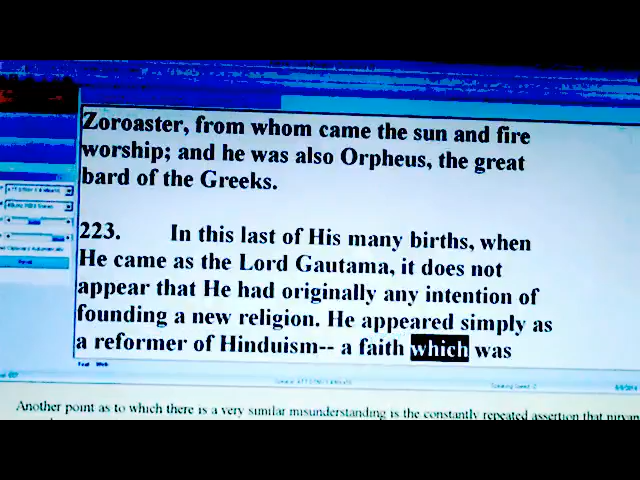 Zoroaster, from whom came the sun and fire
worship; and he was also Orpheus, the great
bard of the Greeks.
223. In this last of His many births, when
He came as the Lord Gautama, it does not
appear that He had originally any intention of
founding a new religion. He appeared simply as
a reformer of Hinduism-- a faith which was
Another point as to which there is a very similar misunderstanding is the constantly repeated assertion that